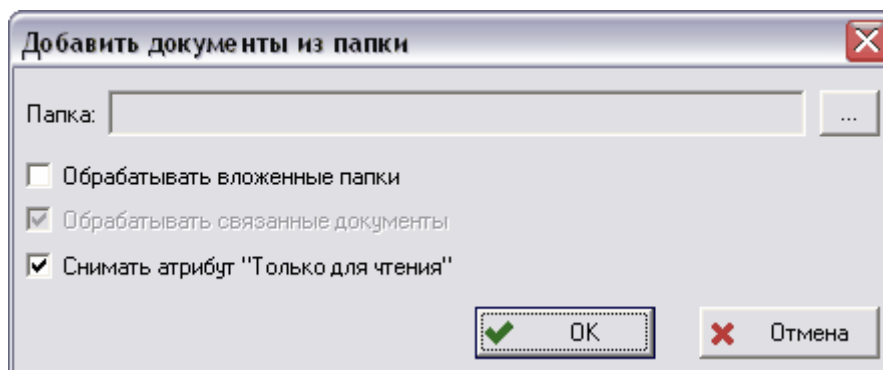 Добавить документы из папки
Папка: ...
Обрабатывать вложенные папки
Обрабатывать связанные документы
Снимать атрибут "Только для чтения"
OK Отмена